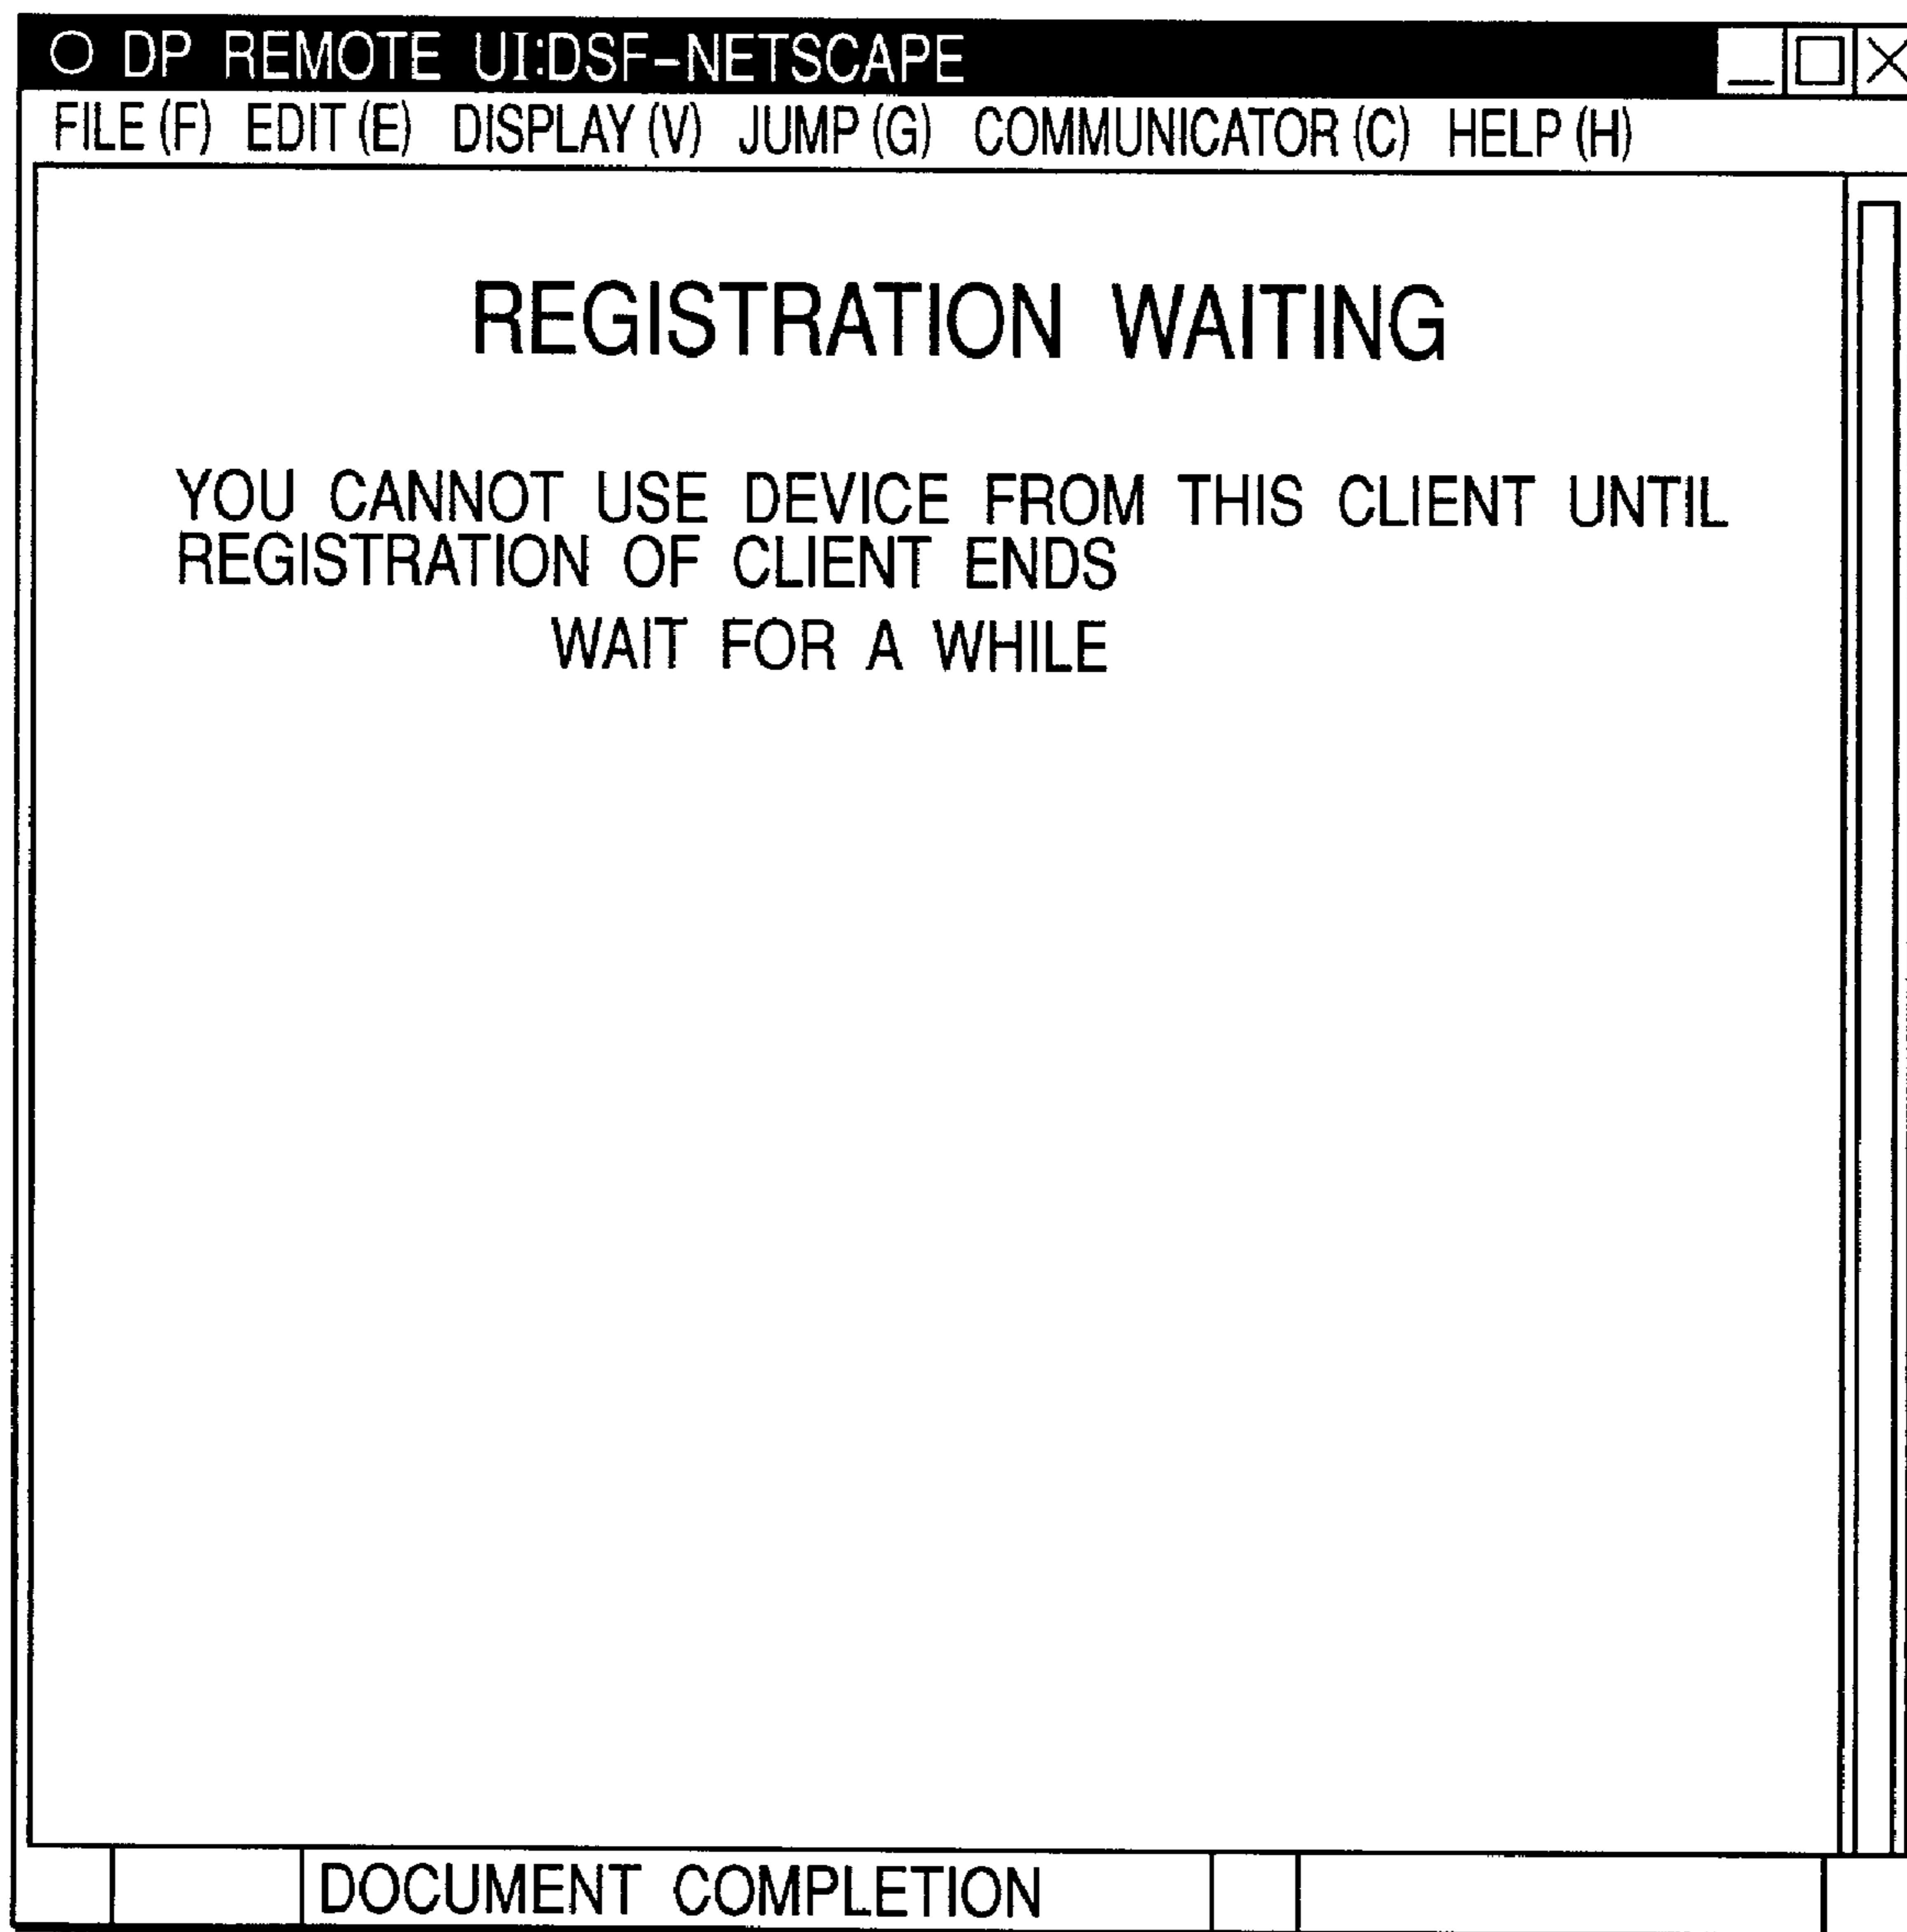 DP REMOTE UI:DSF-NETSCAPE
FILE (F) EDIT (E) DISPLAY (V) JUMP (G) COMMUNICATOR (C) HELP (H)
REGISTRATION WAITING
YOU CANNOT USE DEVICE FROM THIS CLIENT UNTIL
REGISTRATION OF CLIENT ENDS
WAIT FOR A WHILE
DOCUMENT COMPLETION